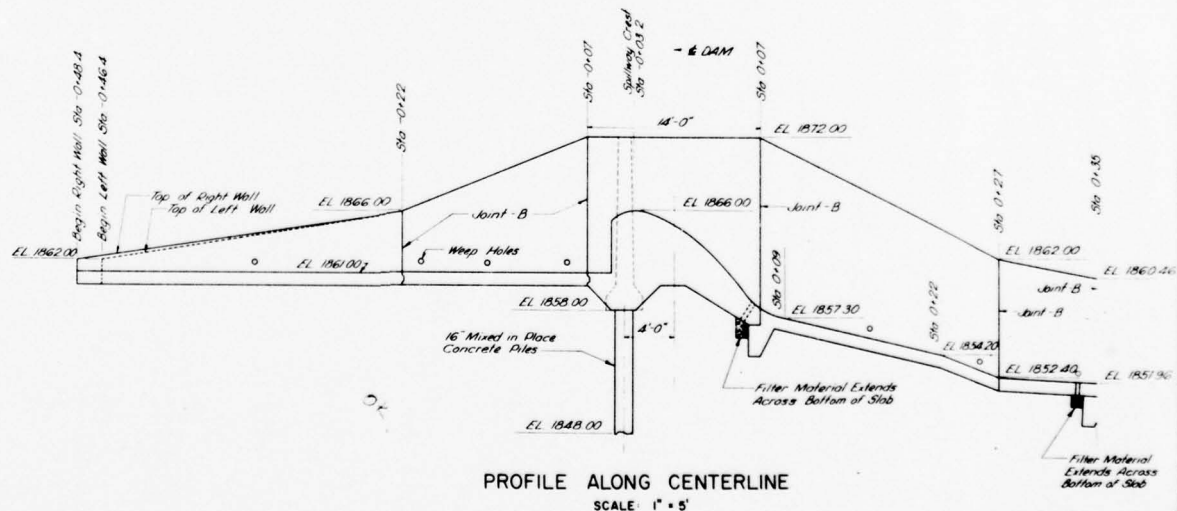 Begin Right Wall Sta -0+48.4
Begin Left Wall Sta -0+46.4
Sta -0+22
Sta -0+07
Spillway Crest
Sta -0+03.2
℄ DAM
Sta 0+07
14'-0"
EL 1872.00
Top of Right Wall
Top of Left Wall
EL 1866.00
Joint-B
EL 1866.00
Joint-B
Sta 0+27
Sta 0+35
EL 1862.00
EL 1861.00
Weep Holes
Sta 0+09
EL 1862.00
EL 1860.46
Joint-B
Joint-B
EL 1858.00
EL 1857.30
Sta 0+22
16" Mixed in Place
Concrete Piles
4'-0"
EL 1854.20
EL 1852.40
EL 1851.96
Filter Material Extends
Across Bottom of Slab
OK
EL 1848.00
Filter Material
Extends Across
Bottom of Slab
PROFILE ALONG CENTERLINE
SCALE: 1" = 5'